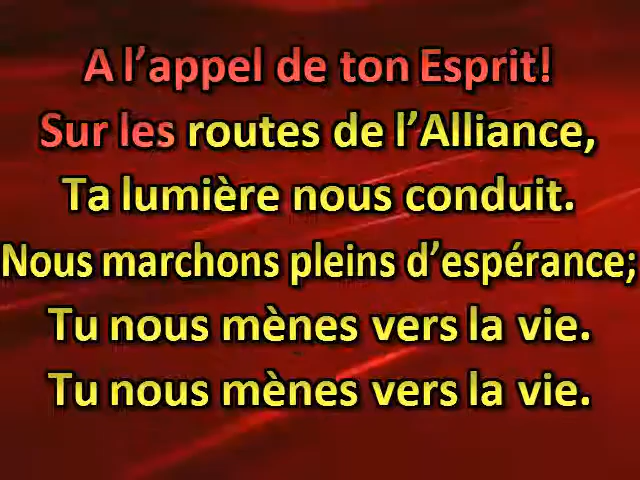 A l’appel de ton Esprit!
Sur les routes de l’Alliance,
Ta lumière nous conduit.
Nous marchons pleins d’espérance;
Tu nous mènes vers la vie.
Tu nous mènes vers la vie.